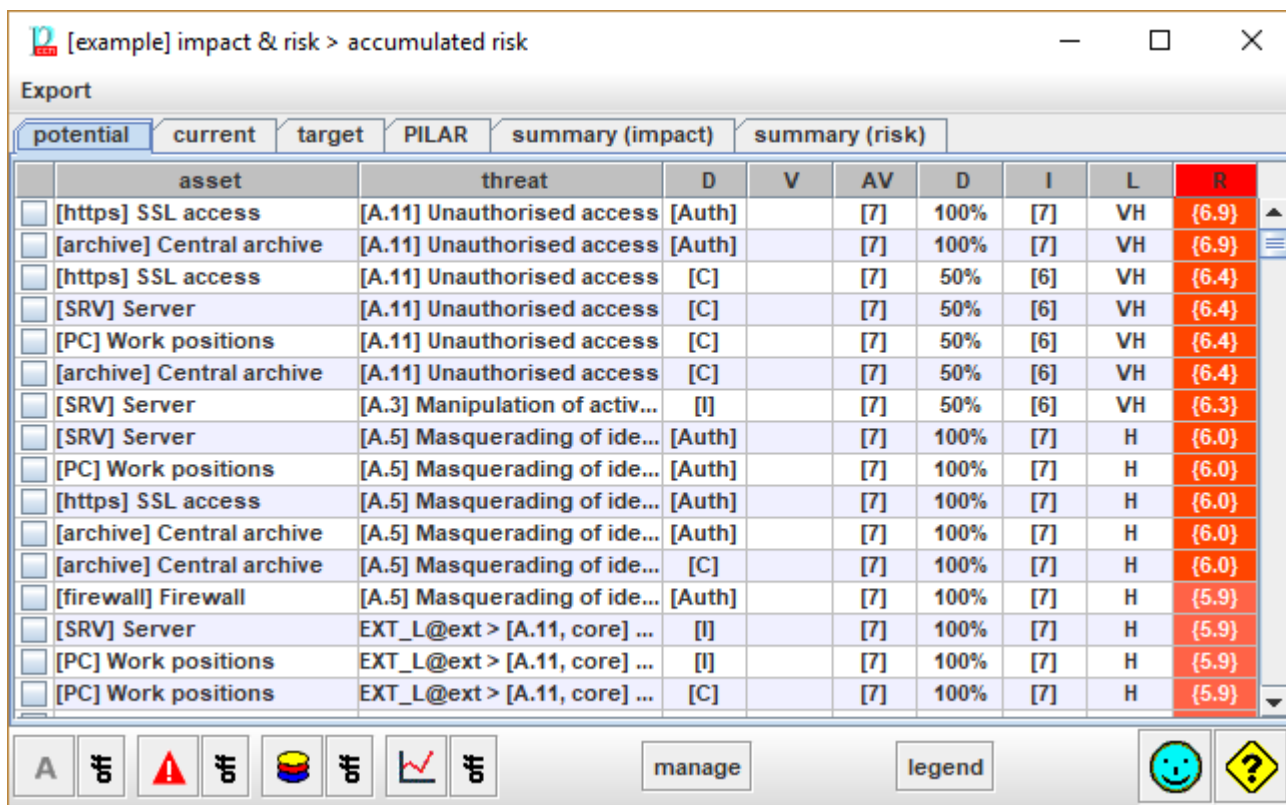 [example] impact & risk > accumulated risk
Export
potential current target PILAR summary (impact) summary (risk)
asset threat D V AV D I L R
[https] SSL access [A.11] Unauthorised access [Auth] [7] 100% [7] VH {6.9}
[archive] Central archive [A.11] Unauthorised access [Auth] [7] 100% [7] VH {6.9}
[https] SSL access [A.11] Unauthorised access [C] [7] 50% [6] VH {6.4}
[SRV] Server [A.11] Unauthorised access [C] [7] 50% [6] VH {6.4}
[PC] Work positions [A.11] Unauthorised access [C] [7] 50% [6] VH {6.4}
[archive] Central archive [A.11] Unauthorised access [C] [7] 50% [6] VH {6.4}
[SRV] Server [A.3] Manipulation of activ... [I] [7] 50% [6] VH {6.3}
[SRV] Server [A.5] Masquerading of ide... [Auth] [7] 100% [7] H {6.0}
[PC] Work positions [A.5] Masquerading of ide... [Auth] [7] 100% [7] H {6.0}
[https] SSL access [A.5] Masquerading of ide... [Auth] [7] 100% [7] H {6.0}
[archive] Central archive [A.5] Masquerading of ide... [Auth] [7] 100% [7] H {6.0}
[archive] Central archive [A.5] Masquerading of ide... [C] [7] 100% [7] H {6.0}
[firewall] Firewall [A.5] Masquerading of ide... [Auth] [7] 100% [7] H {5.9}
[SRV] Server EXT_L@ext > [A.11, core] ... [I] [7] 100% [7] H {5.9}
[PC] Work positions EXT_L@ext > [A.11, core] ... [I] [7] 100% [7] H {5.9}
[PC] Work positions EXT_L@ext > [A.11, core] ... [C] [7] 100% [7] H {5.9}
A manage legend ?